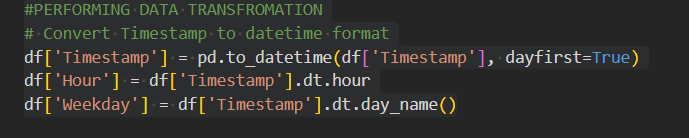 #PERFORMING DATA TRANSFROMATION
# Convert Timestamp to datetime format
df['Timestamp'] = pd.to_datetime(df['Timestamp'], dayfirst=True)
df['Hour'] = df['Timestamp'].dt.hour
df['Weekday'] = df['Timestamp'].dt.day_name()